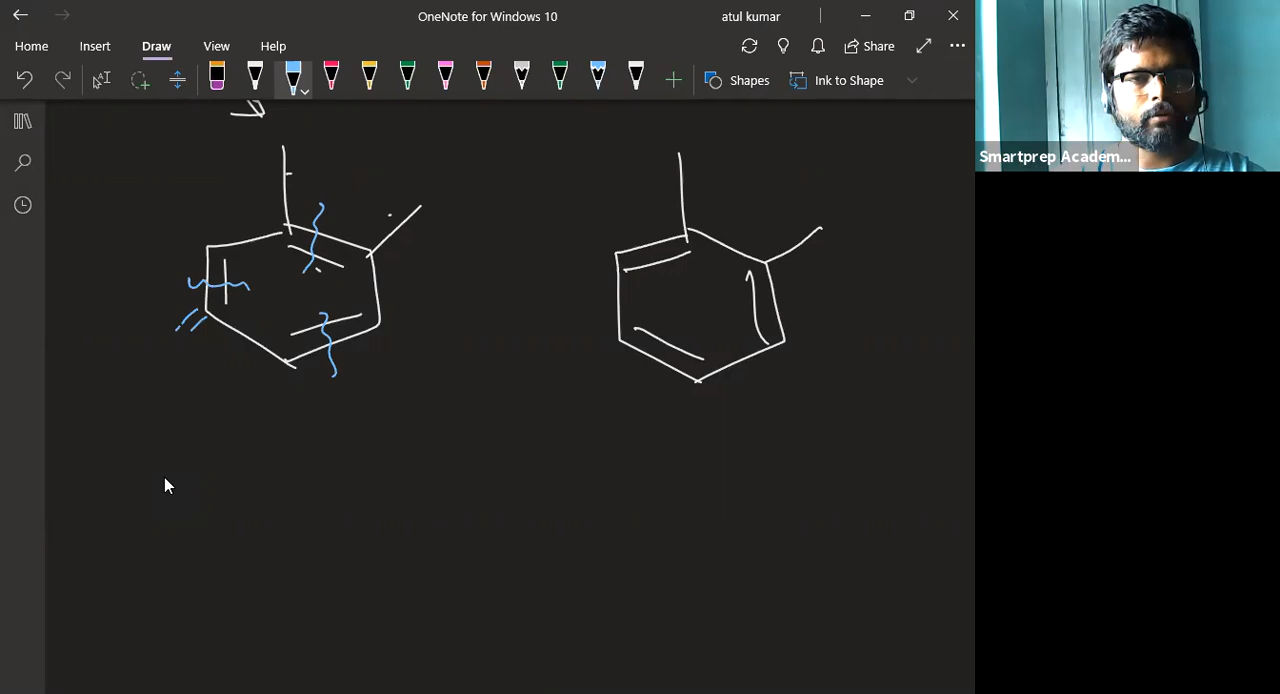 OneNote for Windows 10
atul kumar
Home Insert Draw View Help
Share
Shapes
Ink to Shape
Smartprep Academ...